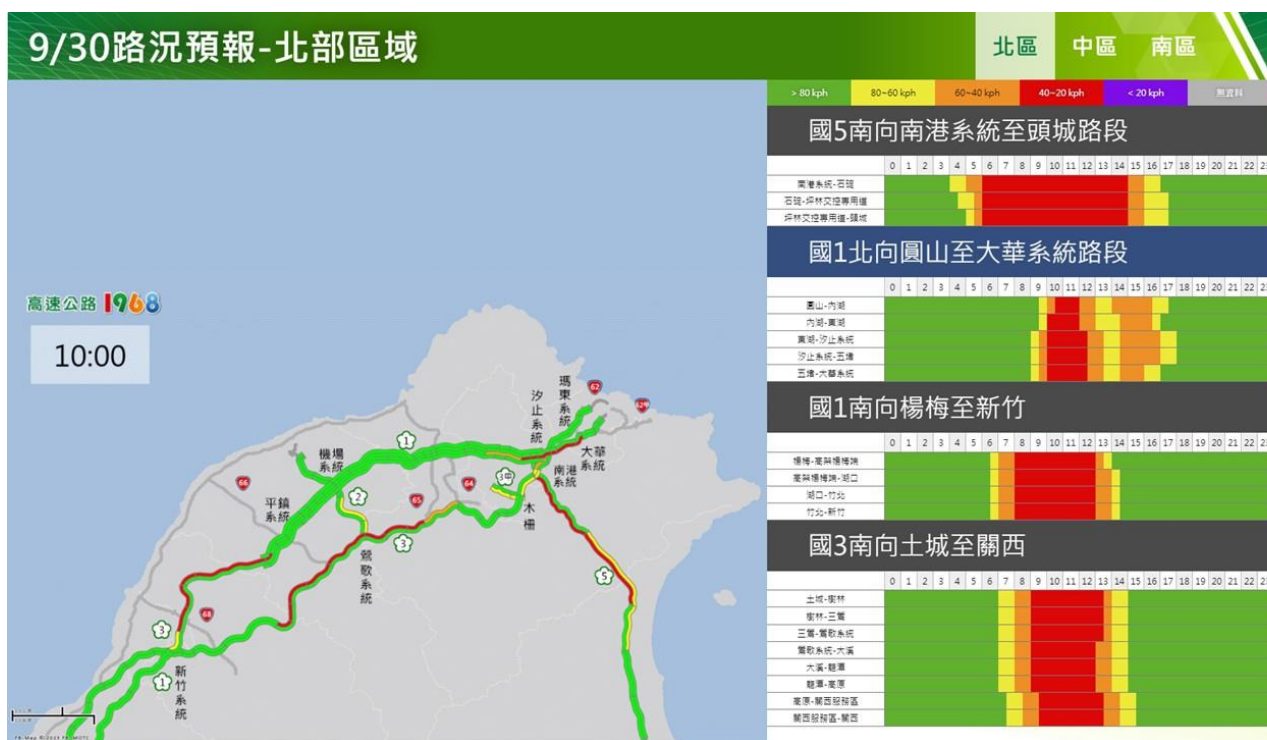 9/30路況預報-北部區域
北區 中區 南區
> 80 kph 80~60 kph 60~40 kph 40~20 kph < 20 kph 無資料
國5南向南港系統至頭城路段
0 1 2 3 4 5 6 7 8 9 10 11 12 13 14 15 16 17 18 19 20 21 22
南港系統-石碇
石碇-坪林交控專用道
坪林交控專用道-頭城
國1北向圓山至大華系統路段
0 1 2 3 4 5 6 7 8 9 10 11 12 13 14 15 16 17 18 19 20 21 22
圓山-內湖
內湖-東湖
東湖-汐止系統
汐止系統-五堵
五堵-大華系統
國1南向楊梅至新竹
0 1 2 3 4 5 6 7 8 9 10 11 12 13 14 15 16 17 18 19 20 21 22
楊梅-高架楊梅端
高架楊梅端-湖口
湖口-竹北
竹北-新竹
國3南向土城至關西
0 1 2 3 4 5 6 7 8 9 10 11 12 13 14 15 16 17 18 19 20 21 22
土城-樹林
樹林-三鶯
三鶯-鶯歌系統
鶯歌系統-大溪
大溪-龍潭
龍潭-高原
高原-關西服務區
關西服務區-關西
高速公路 1968
10:00
瑪東系統
汐止系統
62
62甲
大華系統
南港系統
機場系統
1
66
2
65
64
3甲
木柵
平鎮系統
3
鶯歌系統
5
68
3
1
新竹系統